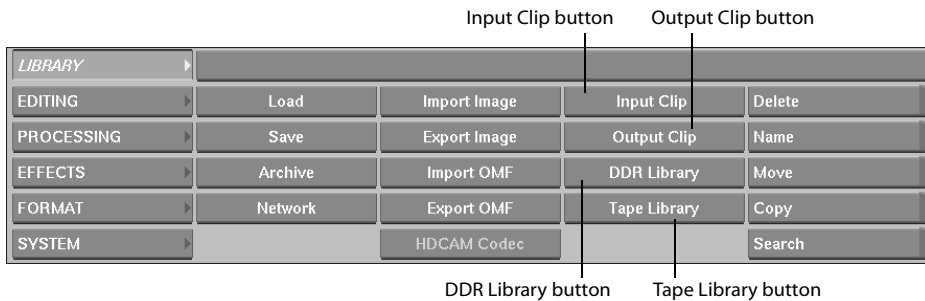 Input Clip button Output Clip button
LIBRARY
EDITING Load Import Image Input Clip Delete
PROCESSING Save Export Image Output Clip Name
EFFECTS Archive Import OMF DDR Library Move
FORMAT Network Export OMF Tape Library Copy
SYSTEM HDCAM Codec Search
DDR Library button Tape Library button